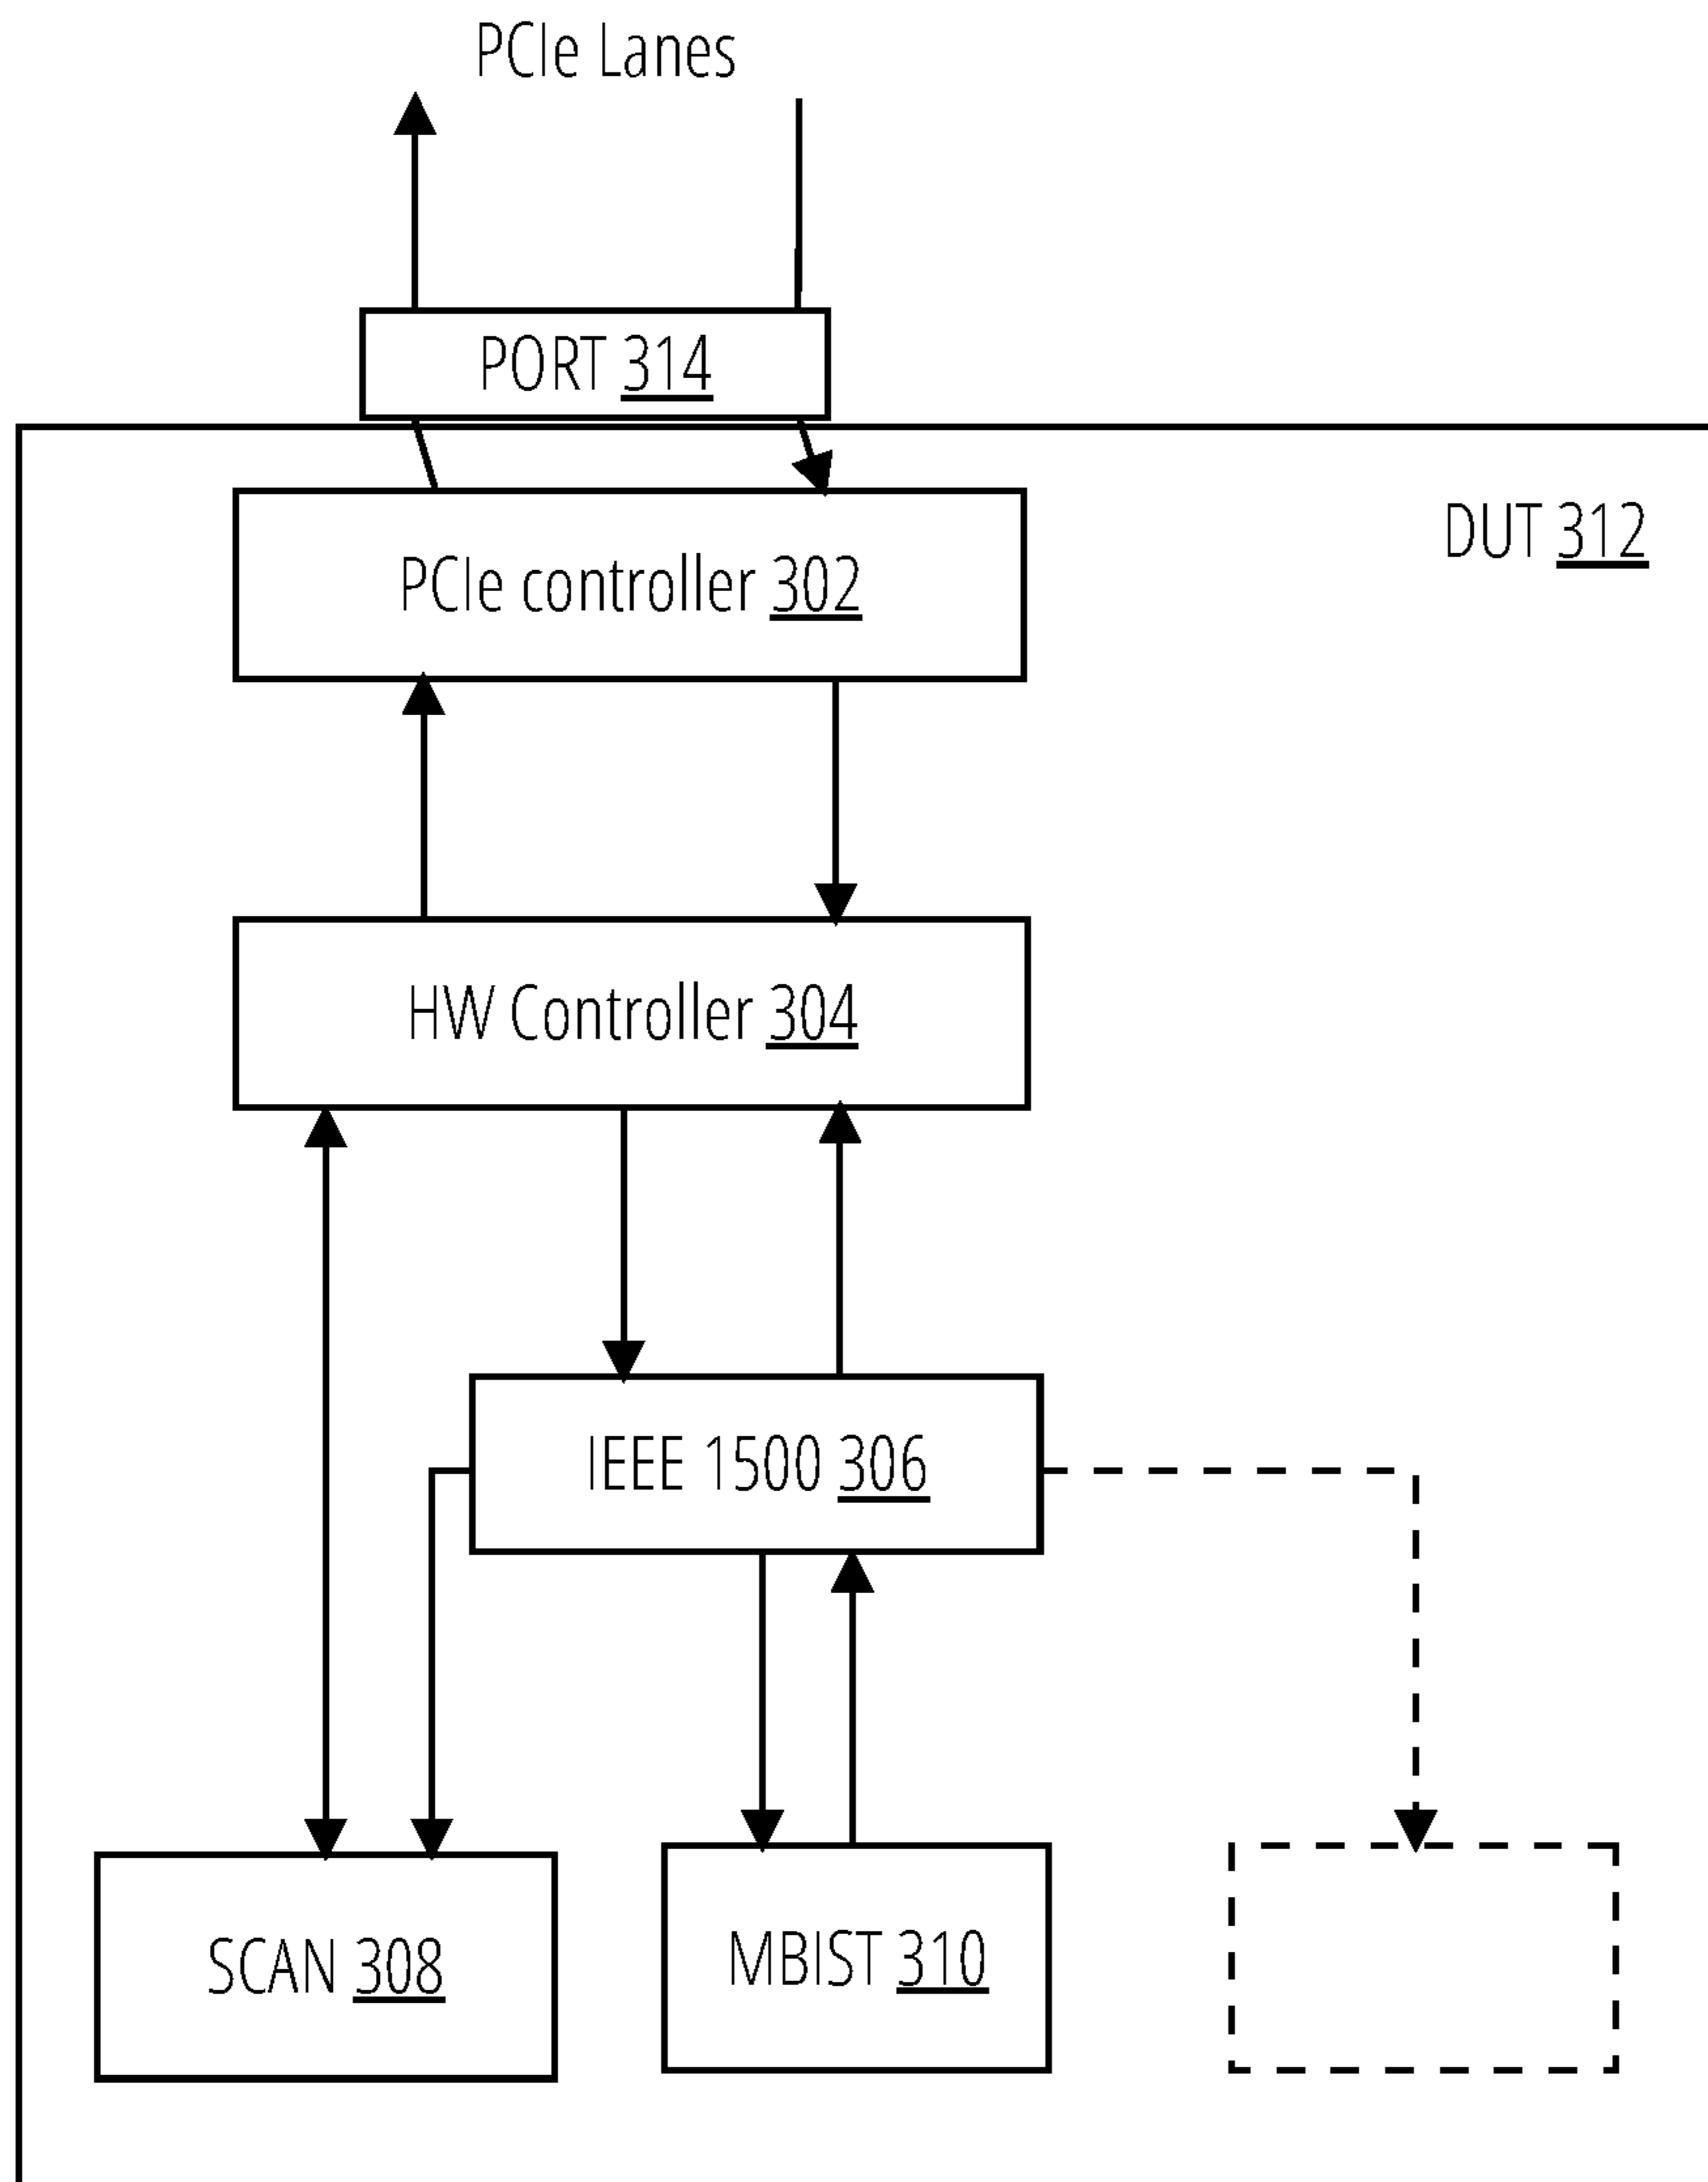 PCIe Lanes
PORT 314
DUT 312
PCIe controller 302
HW Controller 304
IEEE 1500 306
SCAN 308
MBIST 310